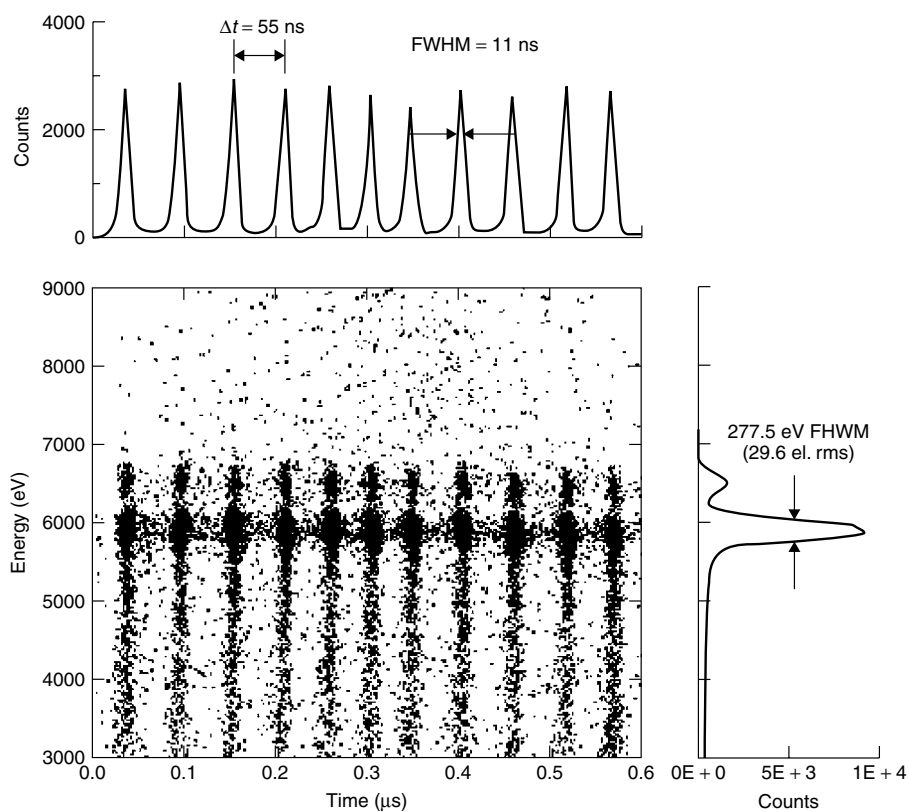 4000
Δt = 55 ns
FWHM = 11 ns
Counts
2000
0
9000
8000
7000
6000
5000
4000
3000
Energy (eV)
0.0 0.1 0.2 0.3 0.4 0.5 0.6
Time (μs)
277.5 eV FHWM
(29.6 el. rms)
0E + 0 5E + 3 1E + 4
Counts